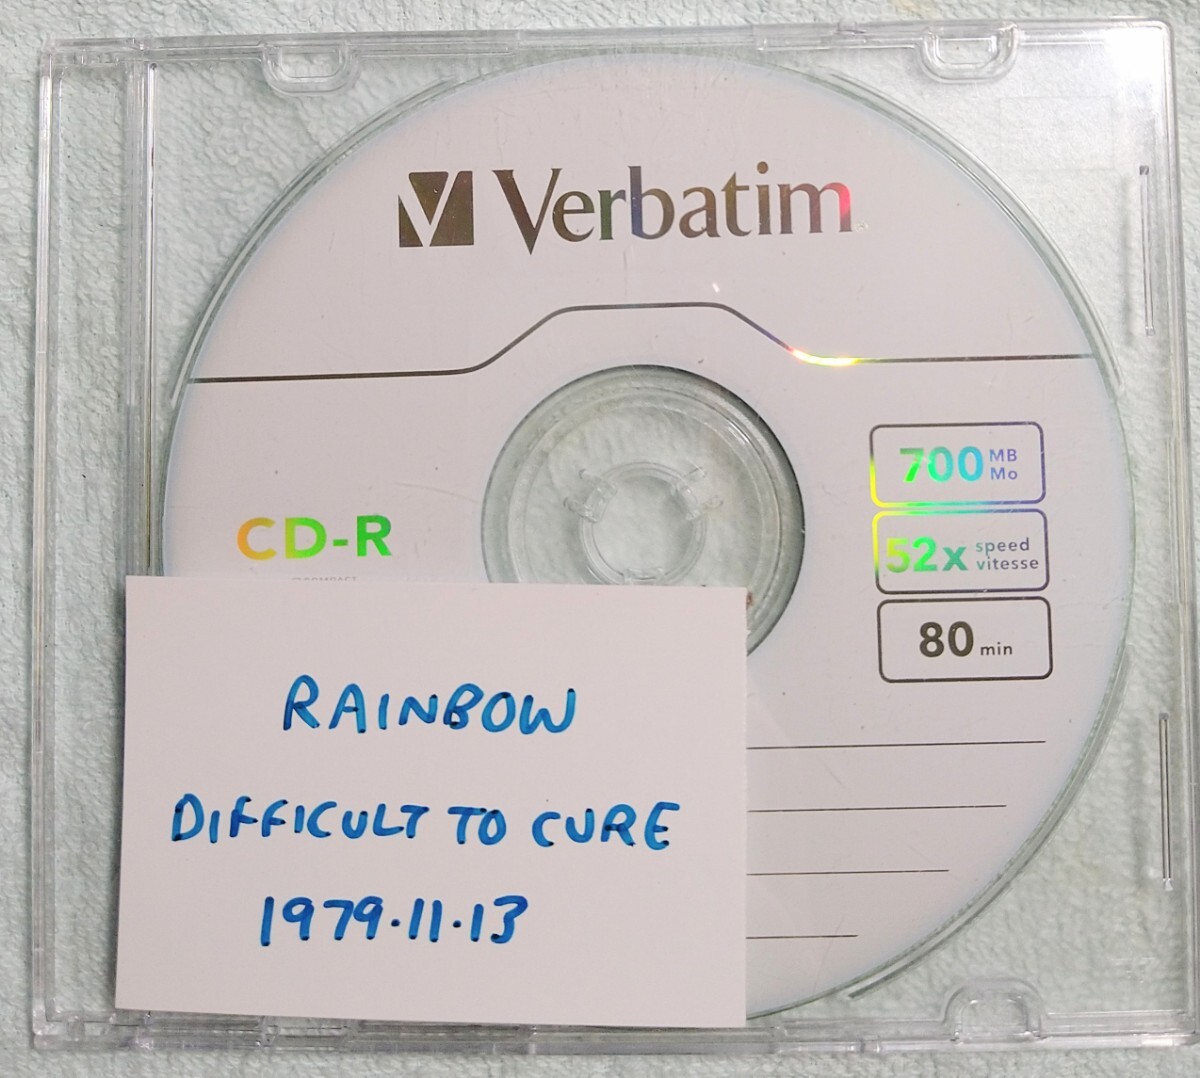 Verbatim
700 MB
Mo
CD-R
52x speed
vitesse
80 min
RAINBOW
DIFFICULT TO CURE
1979.11.13